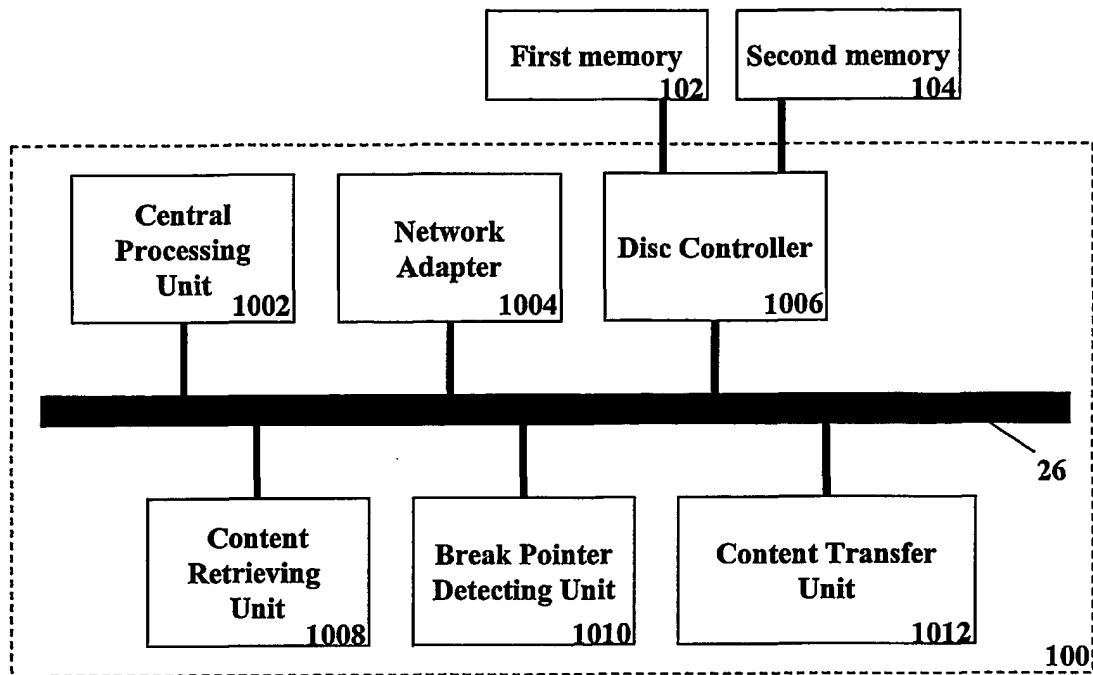 First memory
102
Second memory
104
Central
Processing
Unit
1002
Network
Adapter
1004
Disc Controller
1006
26
Content
Retrieving
Unit
1008
Break Pointer
Detecting Unit
1010
Content Transfer
Unit
1012
100